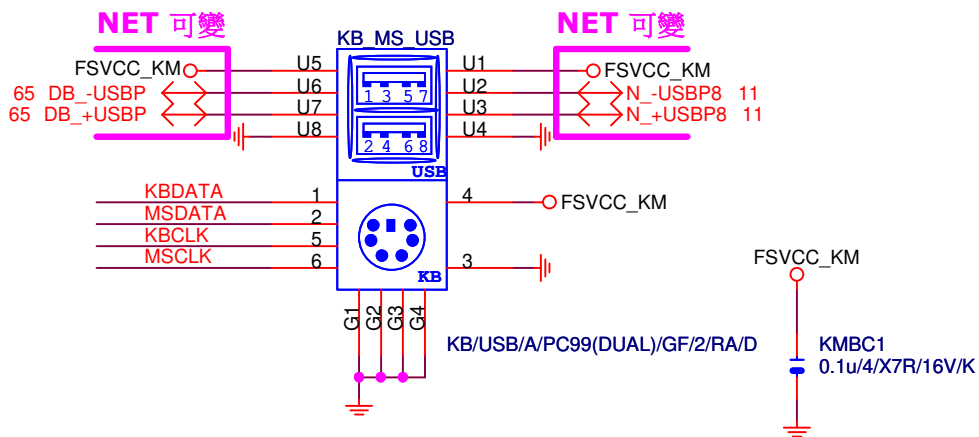 NET 可變
NET 可變
KB_MS_USB
FSVCC_KM U5 U1 FSVCC_KM
65 DB_-USBP U6 1 3 5 7 U2 N_-USBP8 11
65 DB_+USBP U7 U3 N_+USBP8 11
U8 2 4 6 8 U4
USB
KBDATA 1 4 FSVCC_KM
MSDATA 2
KBCLK 5
MSCLK 6 KB 3
FSVCC_KM
G1 G2 G3 G4
KB/USB/A/PC99(DUAL)/GF/2/RA/D
KMBC1
0.1u/4/X7R/16V/K